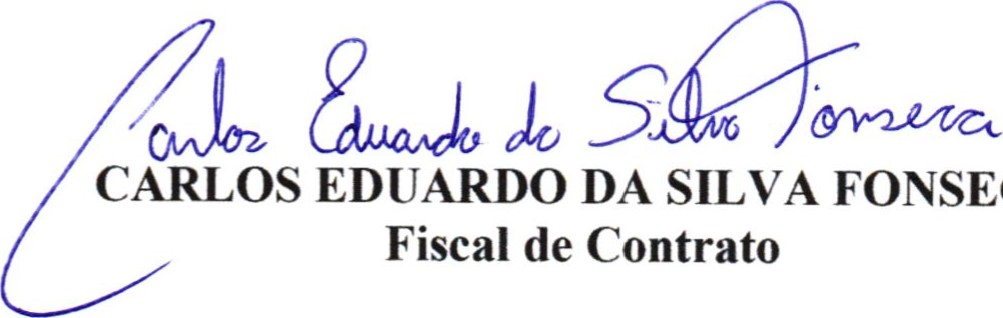 Carlos Eduardo da Silva Fonseca
CARLOS EDUARDO DA SILVA FONSEC
Fiscal de Contrato